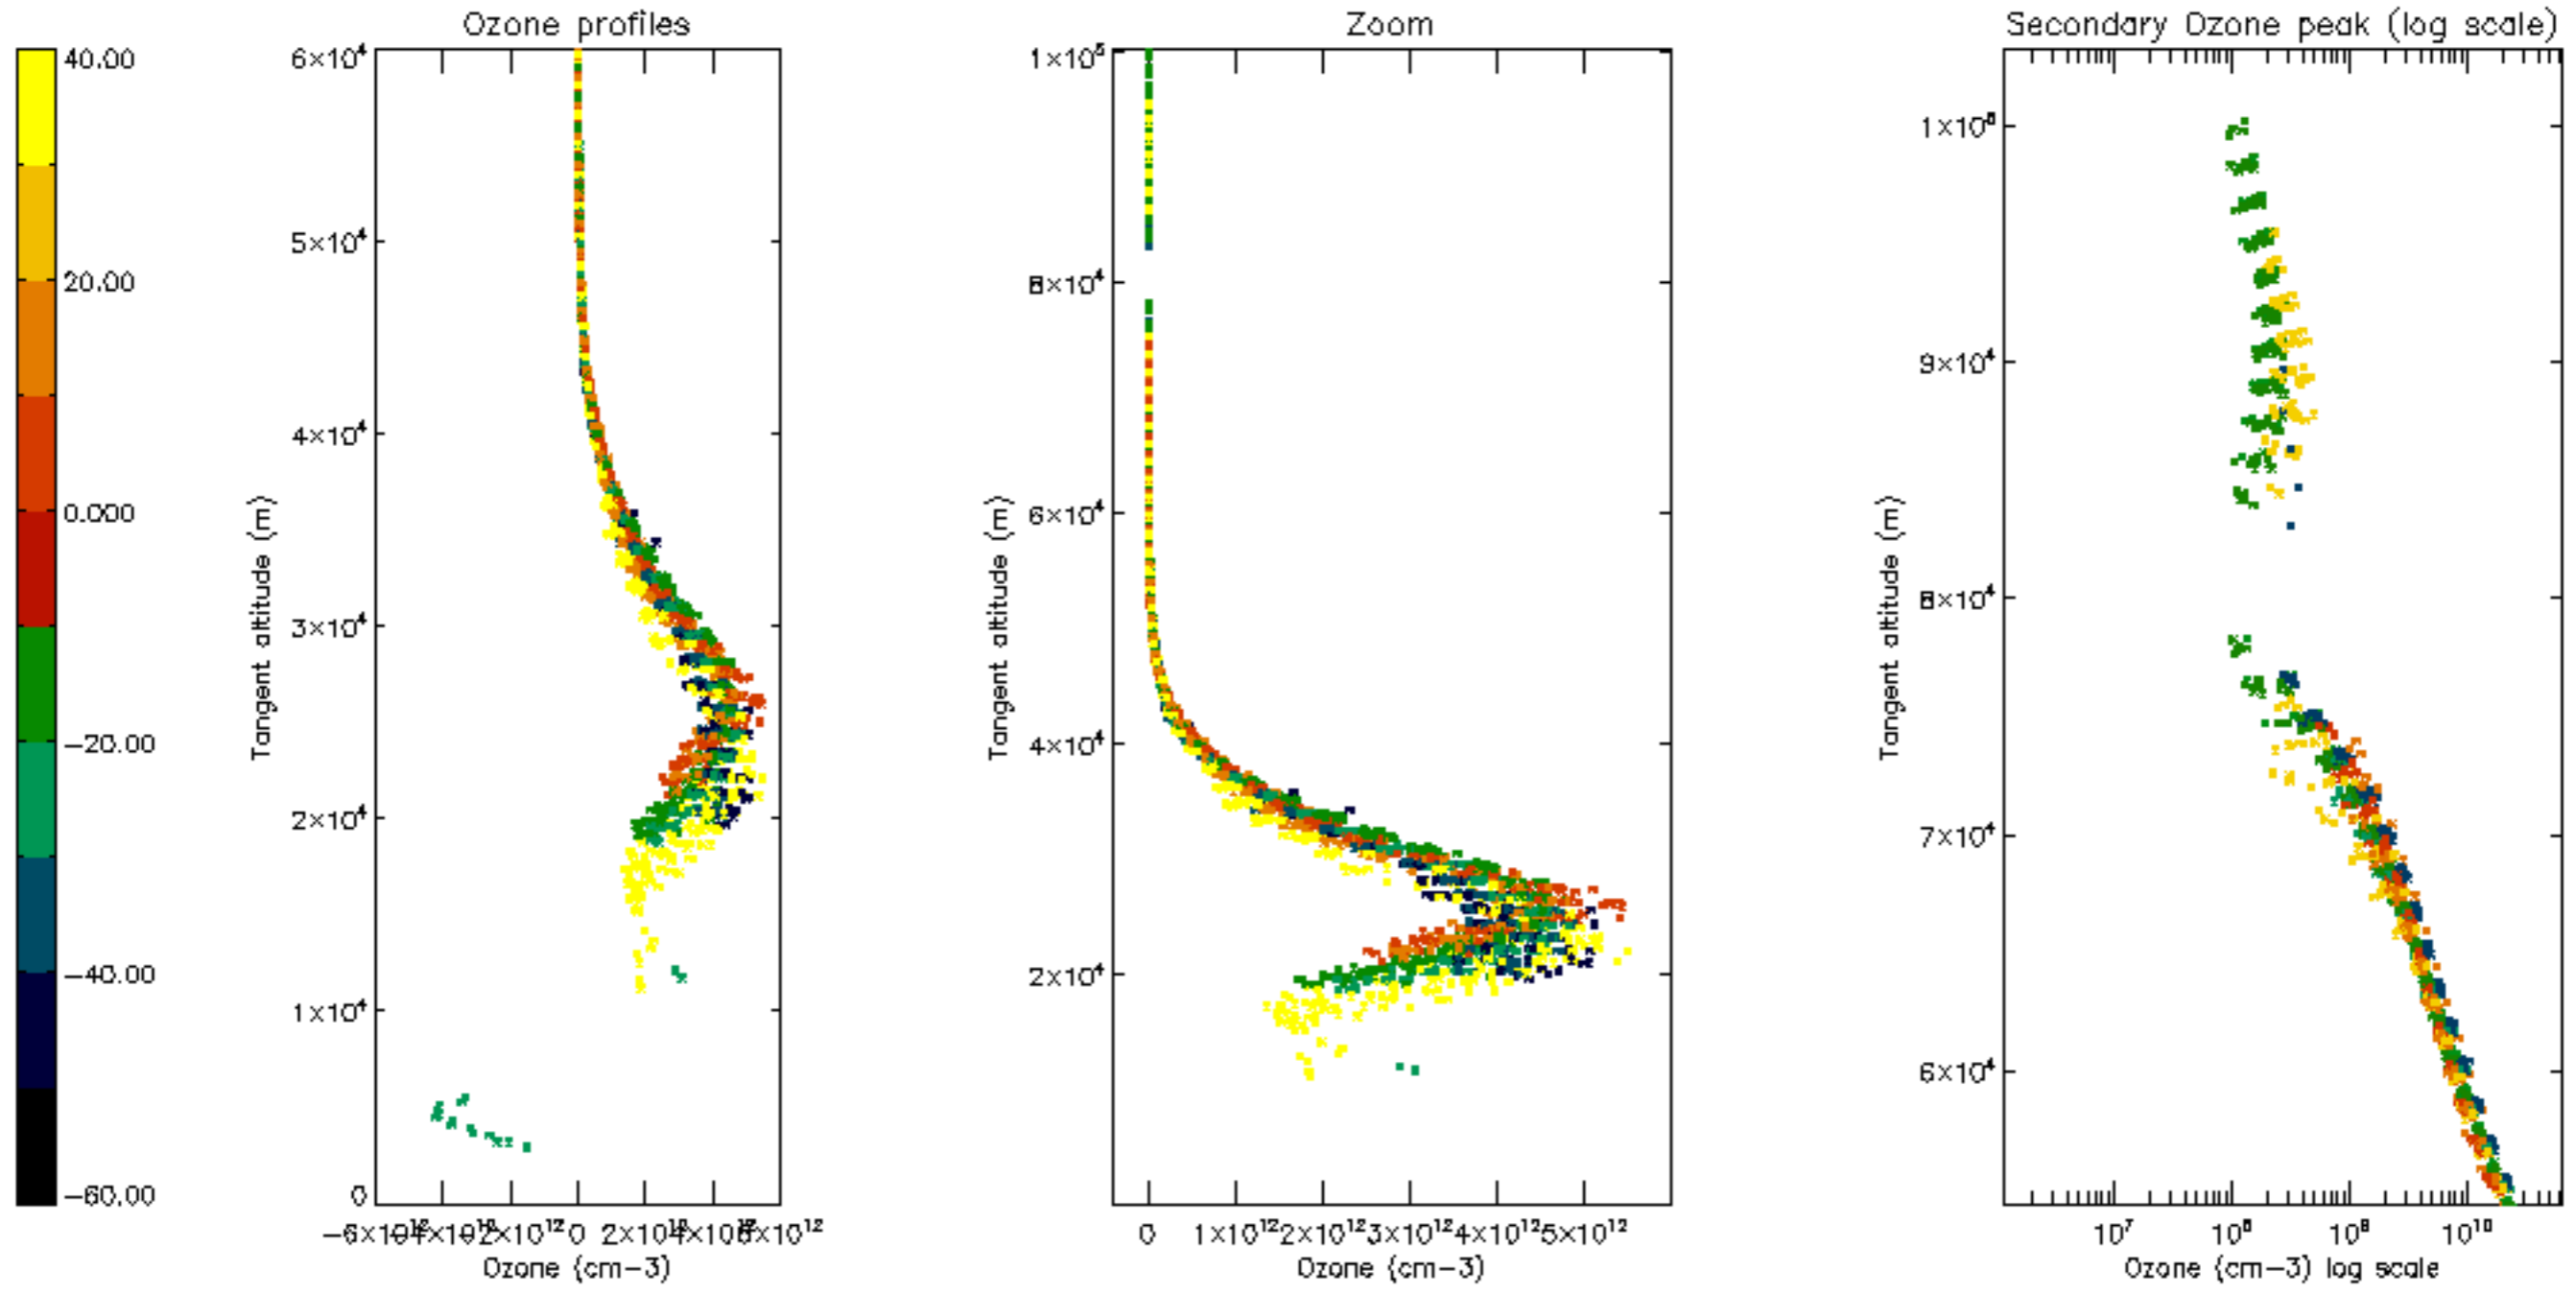 Ozone profiles
Zoom
Secondary Ozone peak (log scale)
40.00
20.00
0.000
−20.00
−40.00
−60.00
Tangent altitude (m)
6×10⁴
5×10⁴
4×10⁴
3×10⁴
2×10⁴
1×10⁴
0
0
Ozone (cm−3)
Tangent altitude (m)
1×10⁵
8×10⁴
6×10⁴
4×10⁴
2×10⁴
0 1×10¹² 2×10¹² 3×10¹² 4×10¹² 5×10¹²
Ozone (cm−3)
Tangent altitude (m)
1×10⁵
9×10⁴
8×10⁴
7×10⁴
6×10⁴
10⁷ 10⁸ 10⁹ 10¹⁰
Ozone (cm−3) log scale